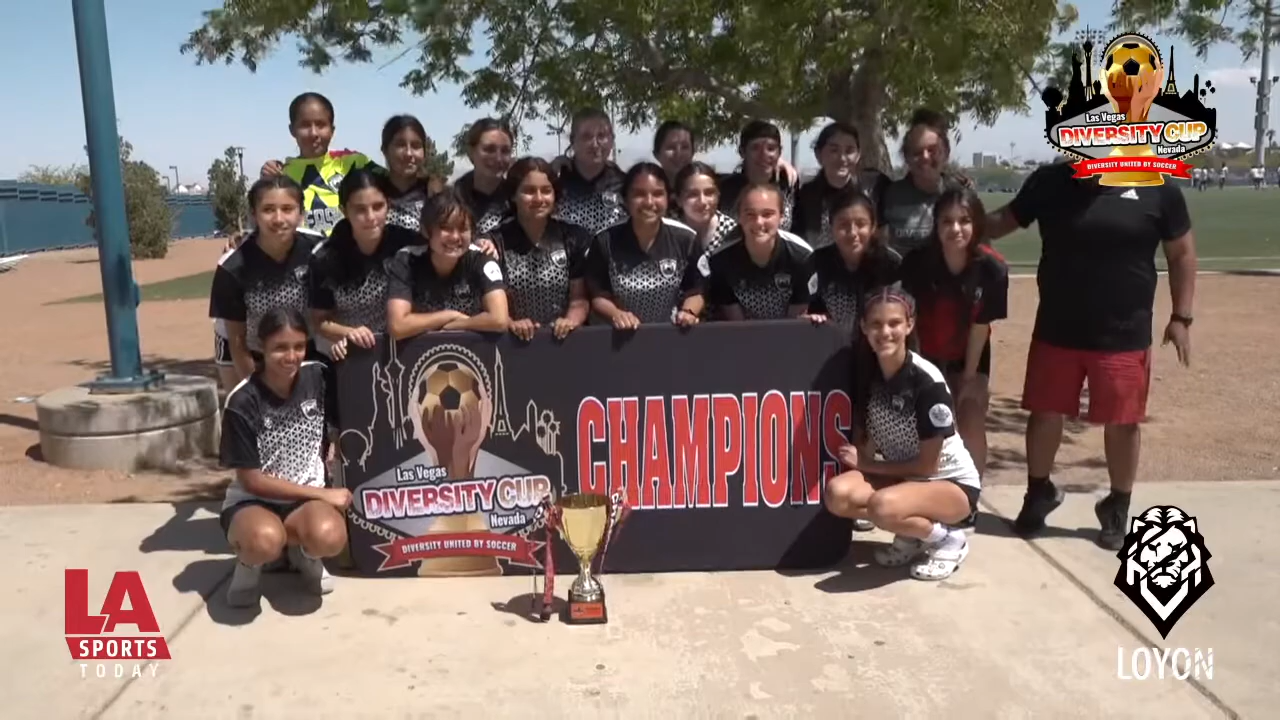 Las Vegas
DIVERSITY CUP
Nevada
DIVERSITY UNITED BY SOCCER
CHAMPIONS
Las Vegas
DIVERSITY CUP
Nevada
DIVERSITY UNITED BY SOCCER
LA
SPORTS
TODAY
LOYON